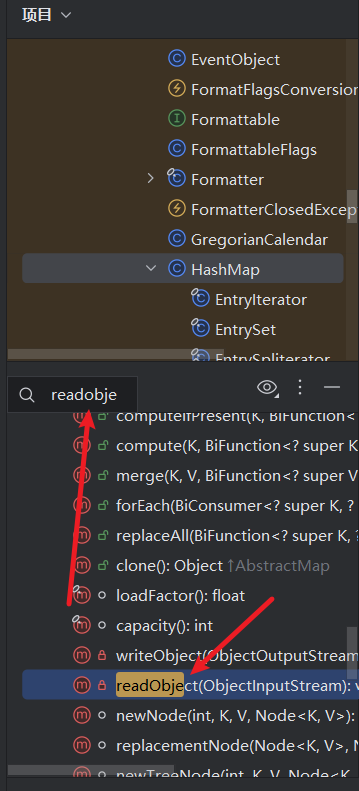 项目
EventObject
FormatFlagsConversion
Formattable
FormattableFlags
Formatter
FormatterClosedExcep
GregorianCalendar
HashMap
EntryIterator
EntrySet
EntrySpliterator
readobje
computeIfPresent(K, BiFunction<
compute(K, BiFunction<? super K
merge(K, V, BiFunction<? super V
forEach(BiConsumer<? super K, ?
replaceAll(BiFunction<? super K, ?
clone(): Object ↑AbstractMap
loadFactor(): float
capacity(): int
writeObject(ObjectOutputStream
readObject(ObjectInputStream): v
newNode(int, K, V, Node<K, V>):
replacementNode(Node<K, V>, N
newTreeNode(int, K, V, Node<K